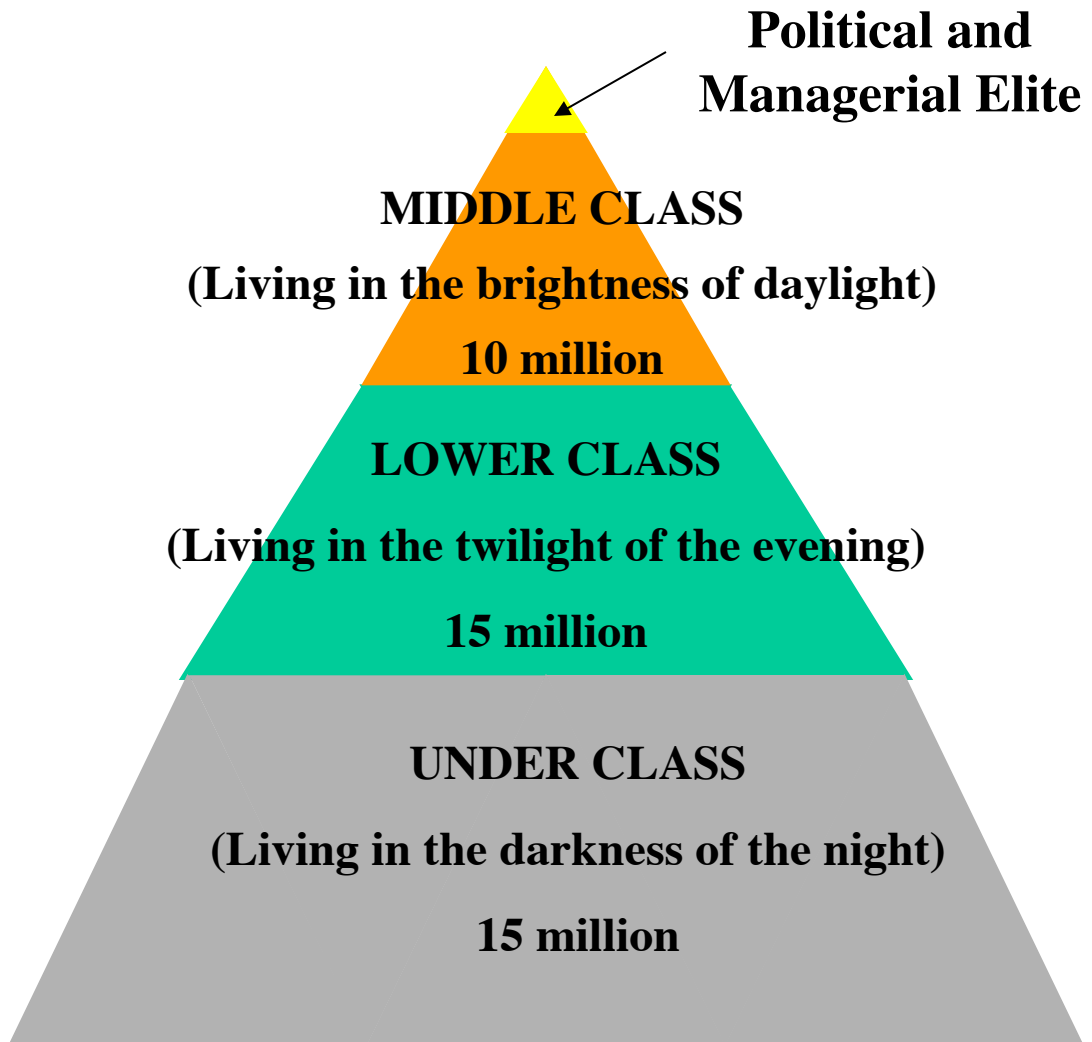 Political and
Managerial Elite
MIDDLE CLASS
(Living in the brightness of daylight)
10 million
LOWER CLASS
(Living in the twilight of the evening)
15 million
UNDER CLASS
(Living in the darkness of the night)
15 million